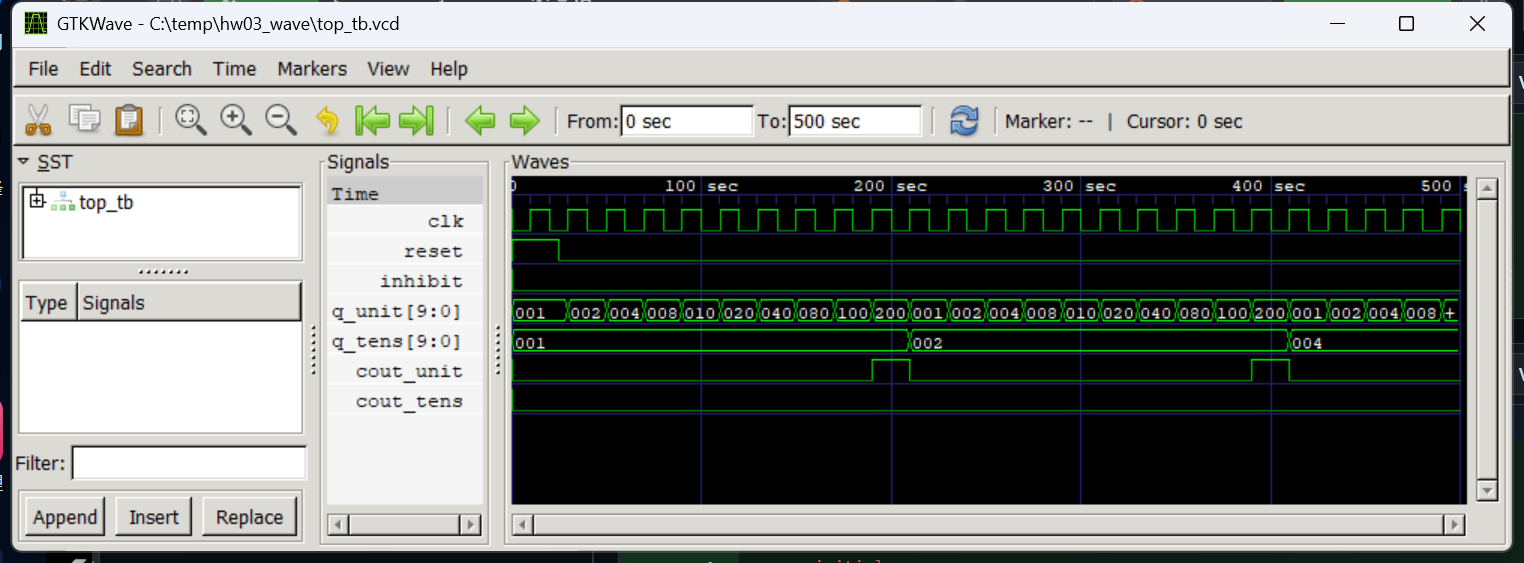 GTKWave - C:\temp\hw03_wave\top_tb.vcd
File Edit Search Time Markers View Help
From: 0 sec To: 500 sec Marker: -- | Cursor: 0 sec
SST
top_tb
Type Signals
Filter:
Append Insert Replace
Signals
Time
clk
reset
inhibit
q_unit[9:0]
q_tens[9:0]
cout_unit
cout_tens
Waves
0 100 sec 200 sec 300 sec 400 sec 500 s
001 002 004 008 010 020 040 080 100 200 001 002 004 008 010 020 040 080 100 200 001 002 004 008 +
001 002 004